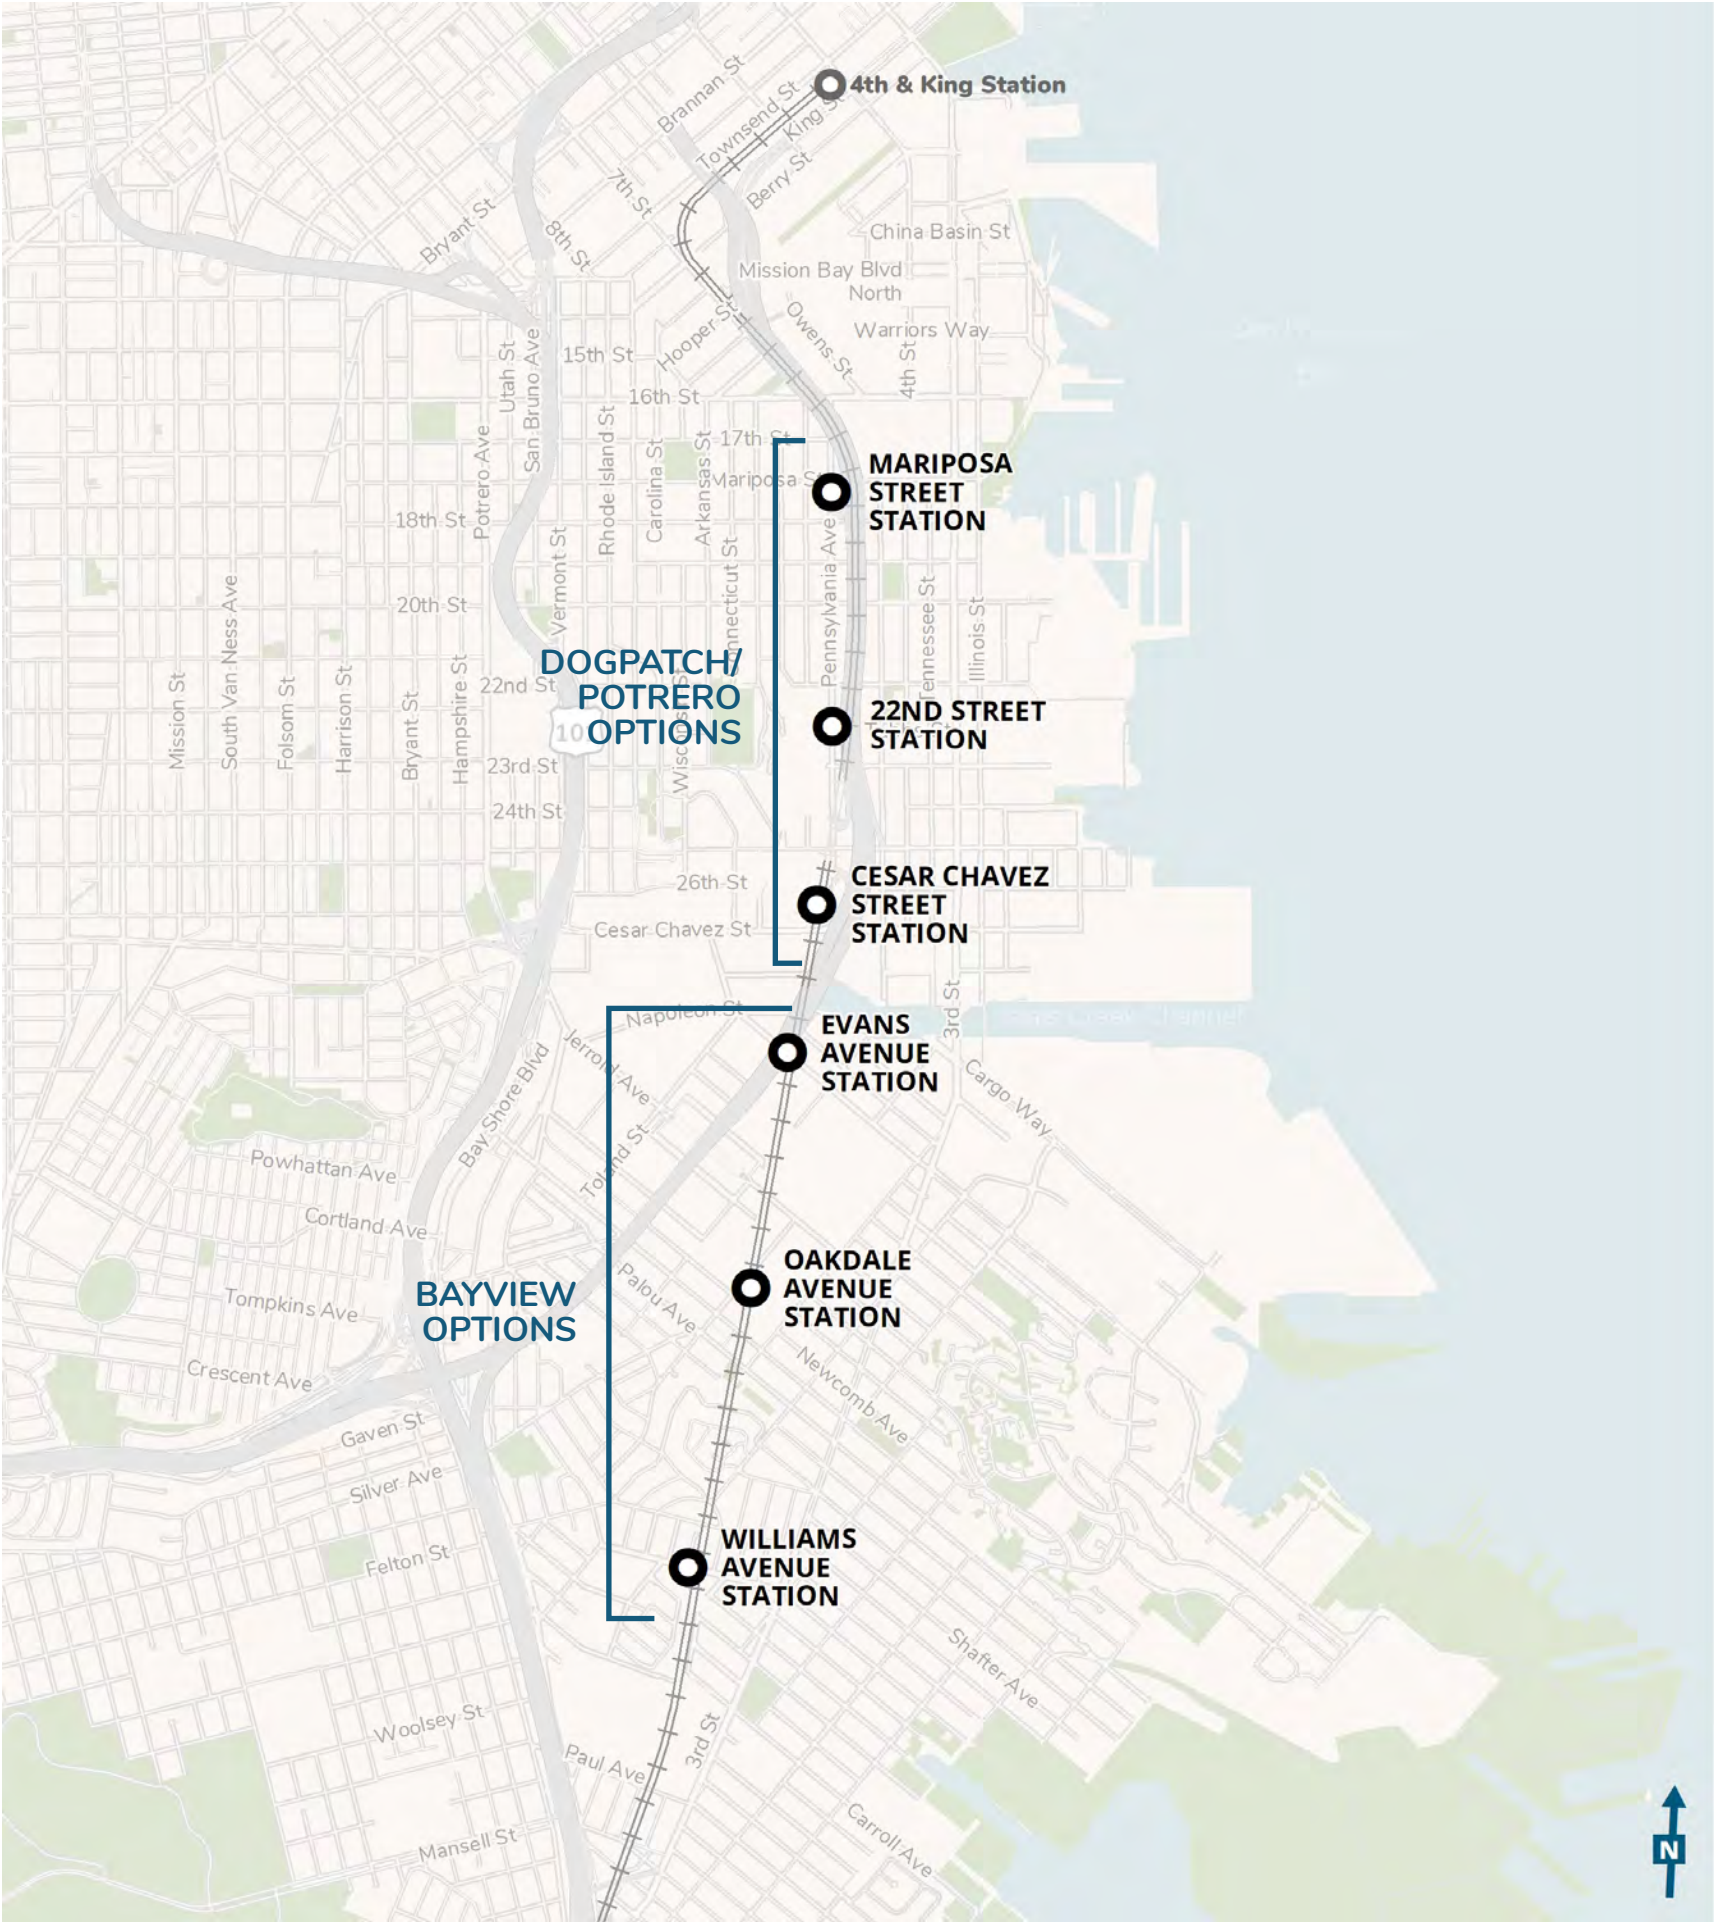 4th & King Station
Brannan St
Townsend St
King St
Berry St
7th St
Bryant St
8th St
China Basin St
Mission Bay Blvd
North
Owens St
Warriors Way
Hooper St
4th St
15th St
Utah St
San Bruno Ave
16th St
17th St
Mariposa St
MARIPOSA
STREET
STATION
Potrero Ave
Rhode Island St
Carolina St
Arkansas St
18th St
Vermont St
Connecticut St
Pennsylvania Ave
Tennessee St
Illinois St
20th St
South Van Ness Ave
Mission St
Folsom St
Harrison St
Bryant St
Hampshire St
22nd St
DOGPATCH/
POTRERO
OPTIONS
Wisconsin St
22ND STREET
STATION
10
23rd St
24th St
26th St
CESAR CHAVEZ
STREET
STATION
Cesar Chavez St
3rd St
Creek Channel
Napoleon St
EVANS
AVENUE
STATION
Jerrold Ave
Cargo Way
Bay Shore Blvd
Toland St
Powhattan Ave
Cortland Ave
OAKDALE
AVENUE
STATION
Palou Ave
BAYVIEW
OPTIONS
Tompkins Ave
Newcomb Ave
Crescent Ave
Gaven St
Silver Ave
WILLIAMS
AVENUE
STATION
Felton St
Shafter Ave
Woolsey St
3rd St
Paul Ave
Carroll Ave
Mansell St
N